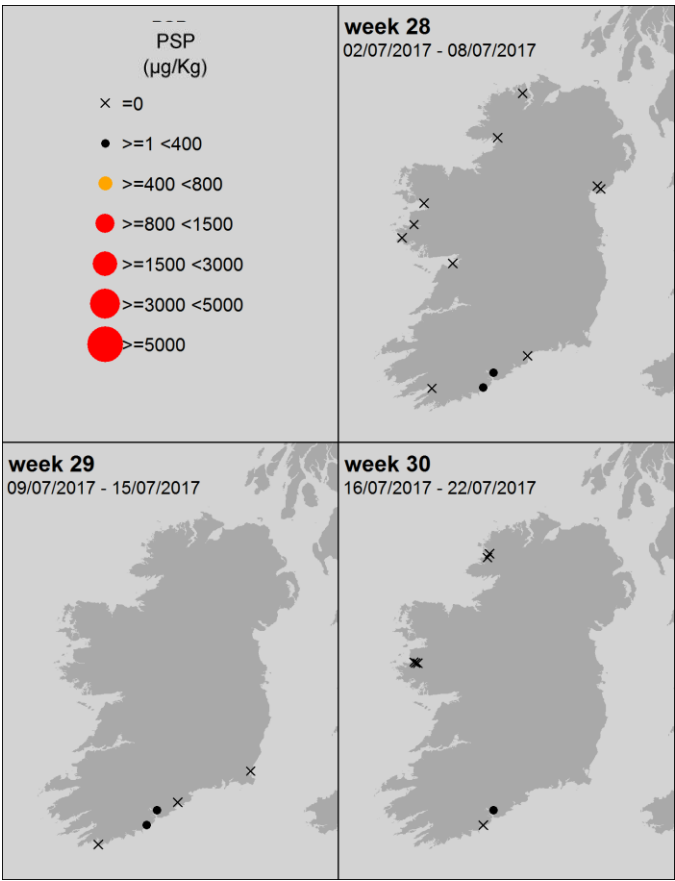 PSP
(µg/Kg)
=0
>=1 <400
>=400 <800
>=800 <1500
>=1500 <3000
>=3000 <5000
>=5000
week 28
02/07/2017 - 08/07/2017
week 29
09/07/2017 - 15/07/2017
week 30
16/07/2017 - 22/07/2017